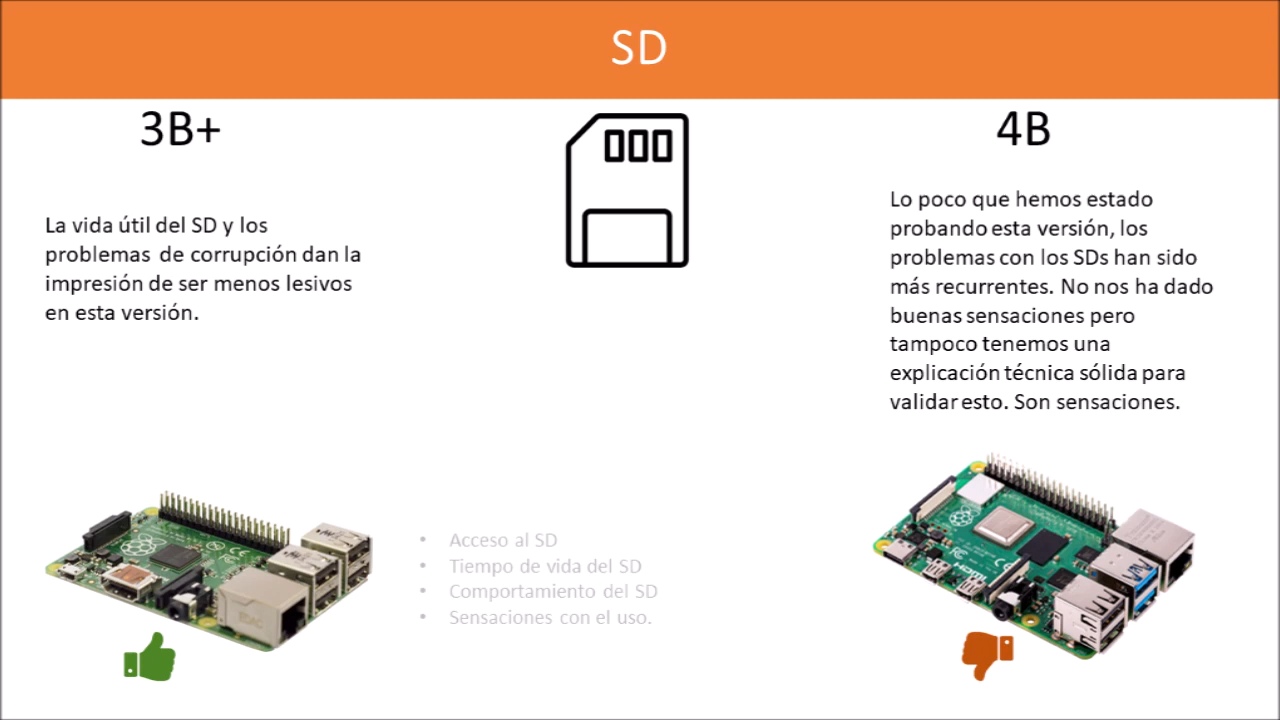 SD
3B+
4B
La vida útil del SD y los
problemas de corrupción dan la
impresión de ser menos lesivos
en esta versión.
Lo poco que hemos estado
probando esta versión, los
problemas con los SDs han sido
más recurrentes. No nos ha dado
buenas sensaciones pero
tampoco tenemos una
explicación técnica sólida para
validar esto. Son sensaciones.
• Acceso al SD
• Tiempo de vida del SD
• Comportamiento del SD
• Sensaciones con el uso.
HDMI